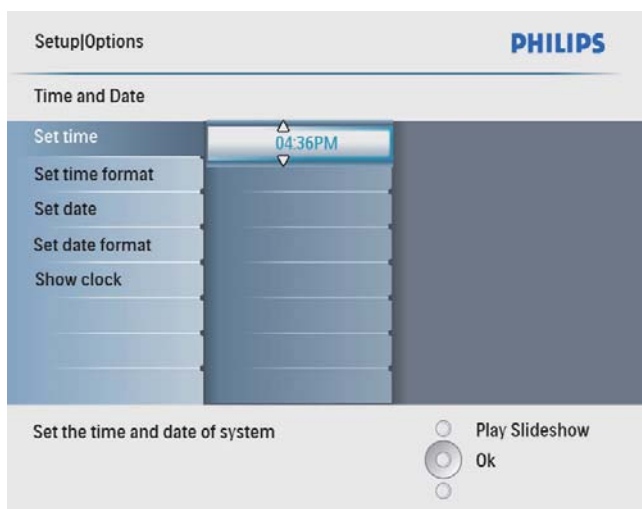 Setup|Options
PHILIPS
Time and Date
Set time
04:36PM
Set time format
Set date
Set date format
Show clock
Set the time and date of system
Play Slideshow
Ok